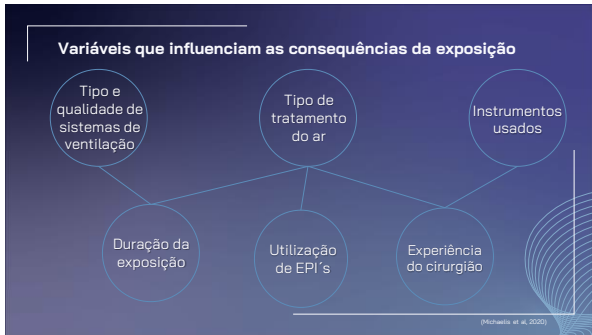 Variáveis que influenciam as consequências da exposição
Tipo e
qualidade de
sistemas de
ventilação
Tipo de
tratamento
do ar
Instrumentos
usados
Duração da
exposição
Utilização
de EPI´s
Experiência
do cirurgião
(Michaelis et al, 2020)